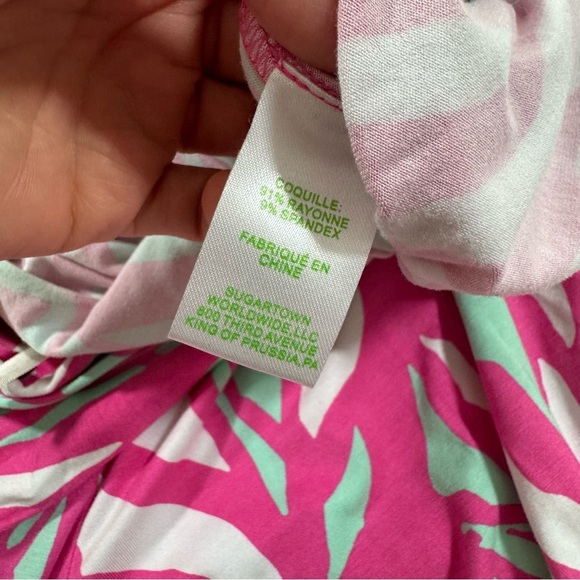 COQUILLE:
91% RAYONNE
9% SPANDEX
FABRIQUÉ EN
CHINE
SUGARTOWN
WORLDWIDE, LLC
800 THIRD AVENUE
KING OF PRUSSIA, PA